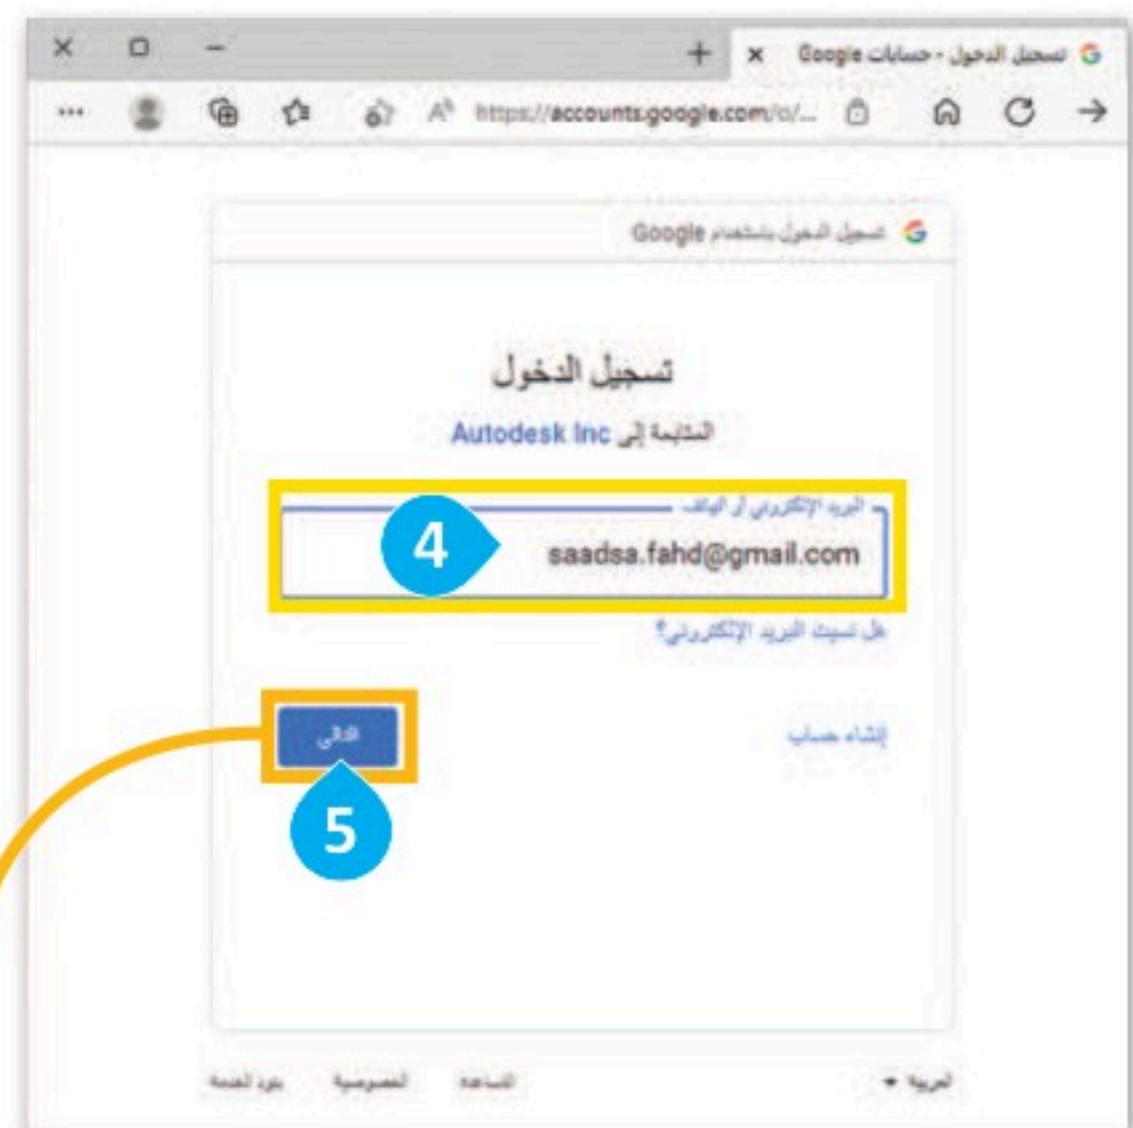 تسجيل الدخول - حسابات Google
https://accounts.google.com/o/...
تسجيل الدخول باستخدام Google
تسجيل الدخول
المتابعة إلى Autodesk Inc
البريد الإلكتروني أو الهاتف
saadsa.fahd@gmail.com
4
هل نسيت البريد الإلكتروني؟
إنشاء حساب
التالي
5
العربية
المساعدة
الخصوصية
بنود الخدمة